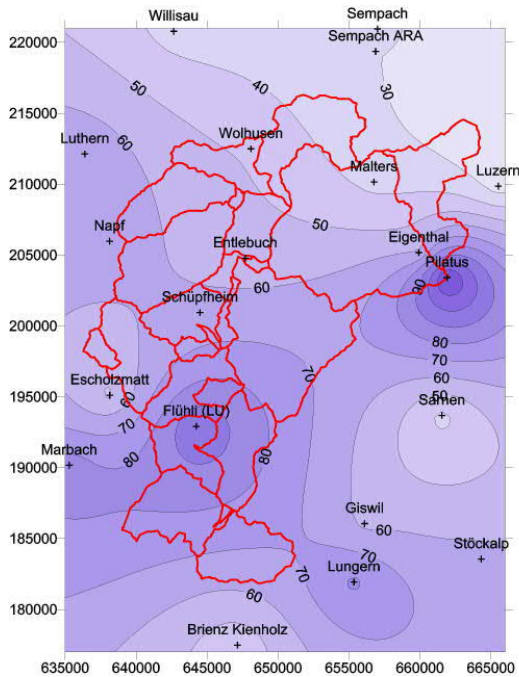 Willisau
Sempach
220000
Sempach ARA
50
40
30
215000
60
Luthern
Wolhusen
Malters
Luzern
210000
50
Napf
Eigenthal
Entlebuch
205000
Pilatus
60
90
Schüpfheim
200000
80
70
70
60
Escholzmatt
60
50
195000
Sarnen
70
Flühli (LU)
Marbach
80
80
190000
Giswil
60
185000
70
Stöckalp
70
Lungern
60
180000
Brienz Kienholz
635000 640000 645000 650000 655000 660000 665000